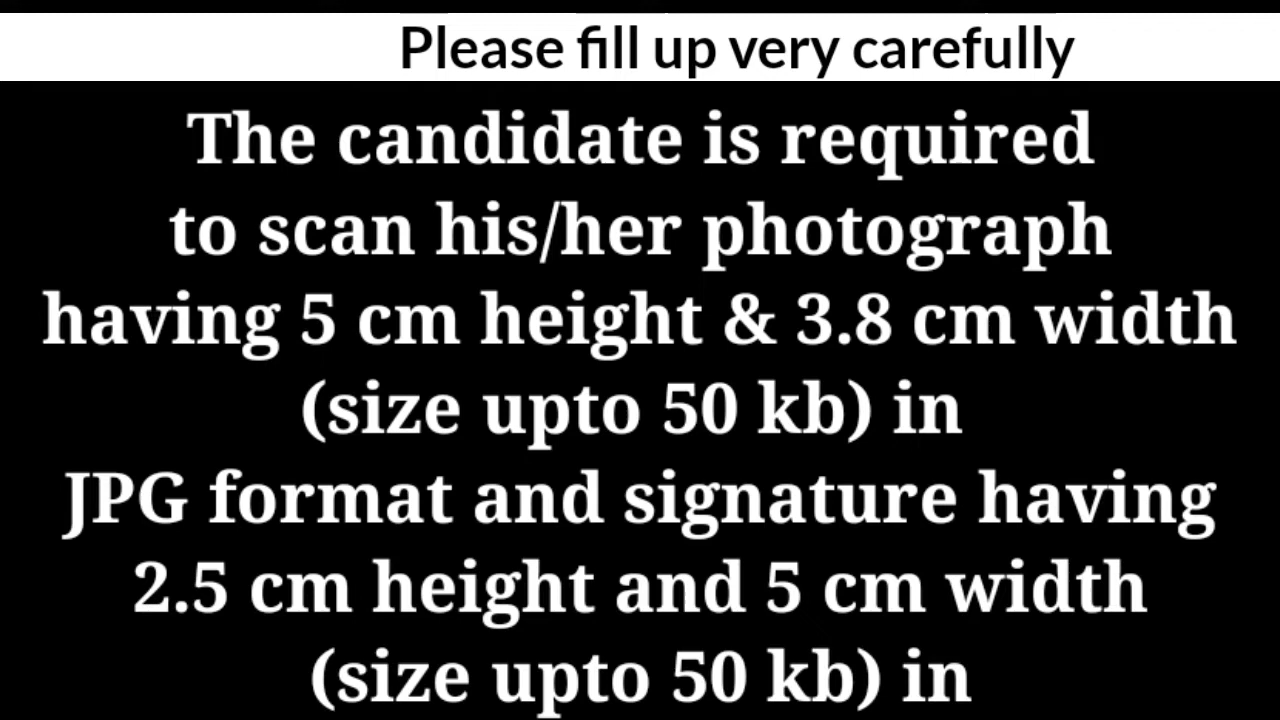 Please fill up very carefully
The candidate is required
to scan his/her photograph
having 5 cm height & 3.8 cm width
(size upto 50 kb) in
JPG format and signature having
2.5 cm height and 5 cm width
(size upto 50 kb) in